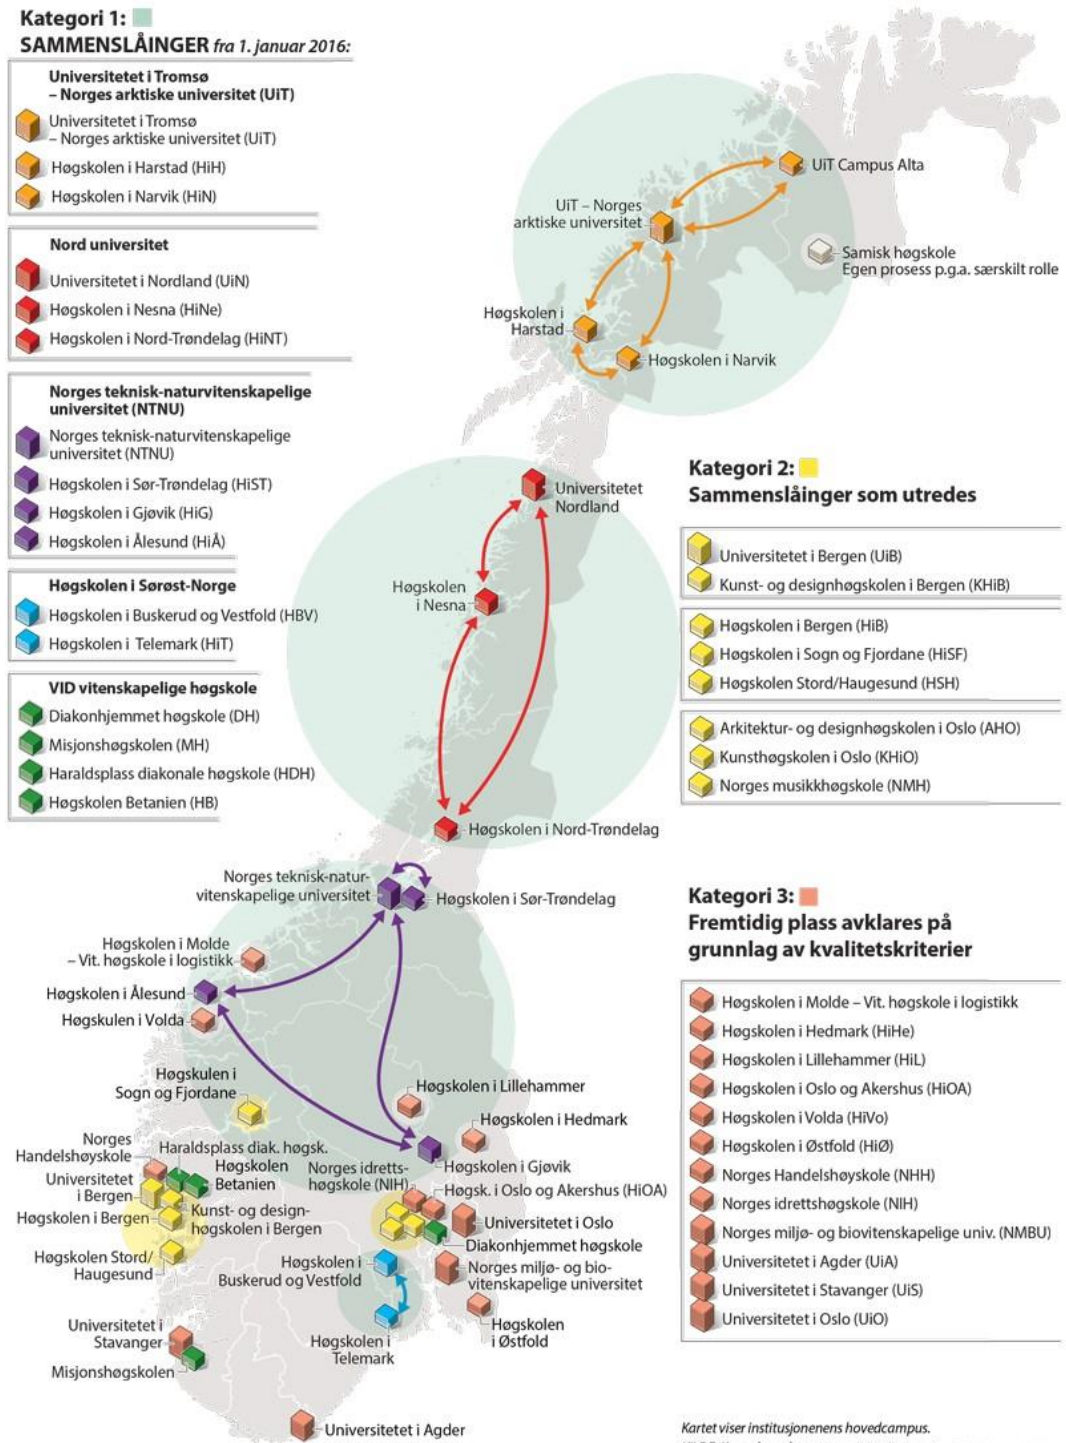 Kategori 1:
SAMMENSLÅINGER fra 1. januar 2016:
Universitetet i Tromsø
– Norges arktiske universitet (UiT)
Universitetet i Tromsø
– Norges arktiske universitet (UiT)
Høgskolen i Harstad (HiH)
Høgskolen i Narvik (HiN)
Nord universitet
Universitetet i Nordland (UiN)
Høgskolen i Nesna (HiNe)
Høgskolen i Nord-Trøndelag (HiNT)
Norges teknisk-naturvitenskapelige
universitet (NTNU)
Norges teknisk-naturvitenskapelige
universitet (NTNU)
Høgskolen i Sør-Trøndelag (HiST)
Høgskolen i Gjøvik (HiG)
Høgskolen i Ålesund (HiÅ)
Høgskolen i Sørøst-Norge
Høgskolen i Buskerud og Vestfold (HBV)
Høgskolen i Telemark (HiT)
VID vitenskapelige høgskole
Diakonhjemmet høgskole (DH)
Misjonshøgskolen (MH)
Haraldsplass diakonale høgskole (HDH)
Høgskolen Betanien (HB)
UiT Campus Alta
UiT – Norges
arktiske universitet
Samisk høgskole
Egen prosess p.g.a. særskilt rolle
Høgskolen i
Harstad
Høgskolen i Narvik
Universitetet
Nordland
Høgskolen
i Nesna
Høgskolen i Nord-Trøndelag
Kategori 2:
Sammenslåinger som utredes
Universitetet i Bergen (UiB)
Kunst- og designhøgskolen i Bergen (KHiB)
Høgskolen i Bergen (HiB)
Høgskolen i Sogn og Fjordane (HiSF)
Høgskolen Stord/Haugesund (HSH)
Arkitektur- og designhøgskolen i Oslo (AHO)
Kunsthøgskolen i Oslo (KHiO)
Norges musikkhøgskole (NMH)
Norges teknisk-natur-
vitenskapelige universitet
Høgskolen i Sør-Trøndelag
Høgskolen i Molde
– Vit. høgskole i logistikk
Høgskolen i Ålesund
Høgskulen i Volda
Høgskulen i
Sogn og Fjordane
Høgskolen i Lillehammer
Høgskolen i Hedmark
Høgskolen i Gjøvik
Norges
Handelshøyskole
Haraldsplass diak. høgsk.
Høgskolen
Betanien
Universitetet
i Bergen
Kunst- og design-
høgskolen i Bergen
Høgskolen i Bergen
Høgskolen Stord/
Haugesund
Norges idretts-
høgskole (NIH)
Høgsk. i Oslo og Akershus (HiOA)
Universitetet i Oslo
Diakonhjemmet høgskole
Høgskolen i
Buskerud og Vestfold
Norges miljø- og bio-
vitenskapelige universitet
Høgskolen
i Østfold
Høgskolen i
Telemark
Universitetet i
Stavanger
Misjonshøgskolen
Universitetet i Agder
Kategori 3:
Fremtidig plass avklares på
grunnlag av kvalitetskriterier
Høgskolen i Molde – Vit. høgskole i logistikk
Høgskolen i Hedmark (HiHe)
Høgskolen i Lillehammer (HiL)
Høgskolen i Oslo og Akershus (HiOA)
Høgskolen i Volda (HiVo)
Høgskolen i Østfold (HiØ)
Norges Handelshøyskole (NHH)
Norges idrettshøgskole (NIH)
Norges miljø- og biovitenskapelige univ. (NMBU)
Universitetet i Agder (UiA)
Universitetet i Stavanger (UiS)
Universitetet i Oslo (UiO)
Kartet viser institusjonenens hovedcampus.